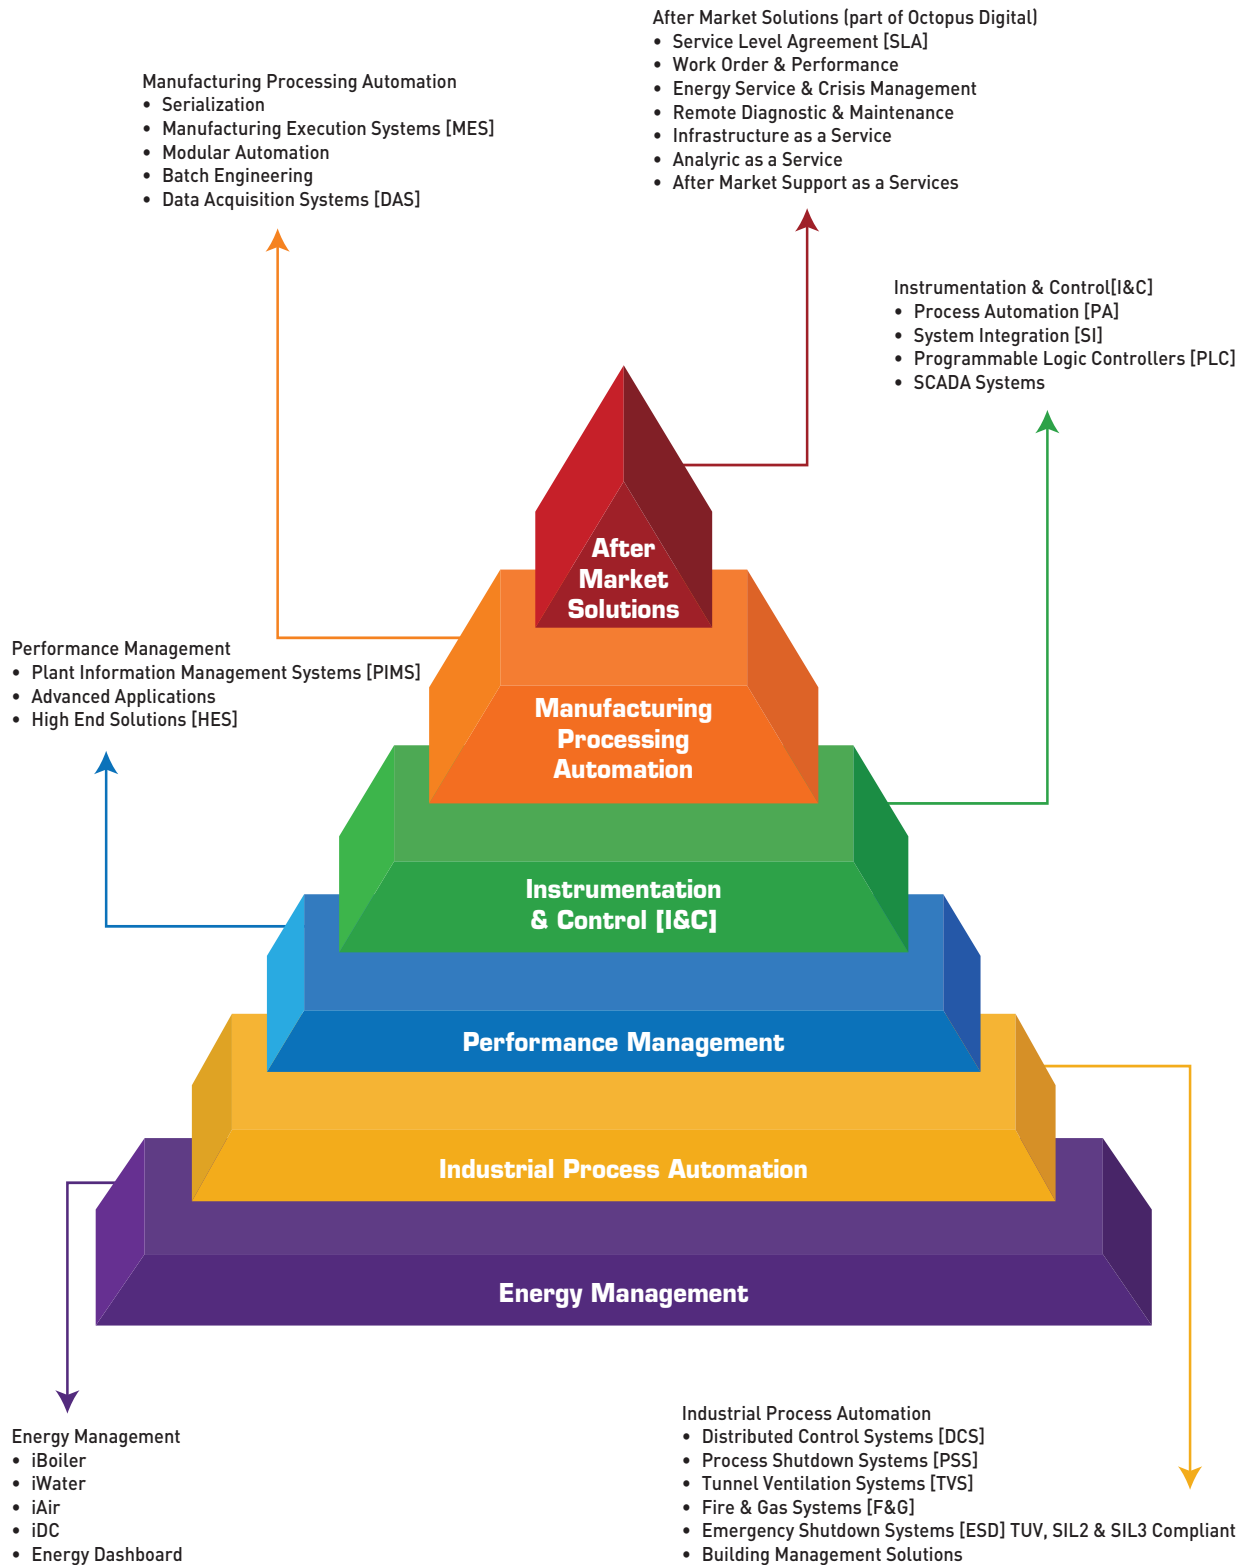 After Market Solutions (part of Octopus Digital)
• Service Level Agreement [SLA]
• Work Order & Performance
• Energy Service & Crisis Management
• Remote Diagnostic & Maintenance
• Infrastructure as a Service
• Analyric as a Service
• After Market Support as a Services
Manufacturing Processing Automation
• Serialization
• Manufacturing Execution Systems [MES]
• Modular Automation
• Batch Engineering
• Data Acquisition Systems [DAS]
Instrumentation & Control[I&C]
• Process Automation [PA]
• System Integration [SI]
• Programmable Logic Controllers [PLC]
• SCADA Systems
After
Market
Solutions
Performance Management
• Plant Information Management Systems [PIMS]
• Advanced Applications
• High End Solutions [HES]
Manufacturing
Processing
Automation
Instrumentation
& Control [I&C]
Performance Management
Industrial Process Automation
Energy Management
Energy Management
• iBoiler
• iWater
• iAir
• iDC
• Energy Dashboard
Industrial Process Automation
• Distributed Control Systems [DCS]
• Process Shutdown Systems [PSS]
• Tunnel Ventilation Systems [TVS]
• Fire & Gas Systems [F&G]
• Emergency Shutdown Systems [ESD] TUV, SIL2 & SIL3 Compliant
• Building Management Solutions